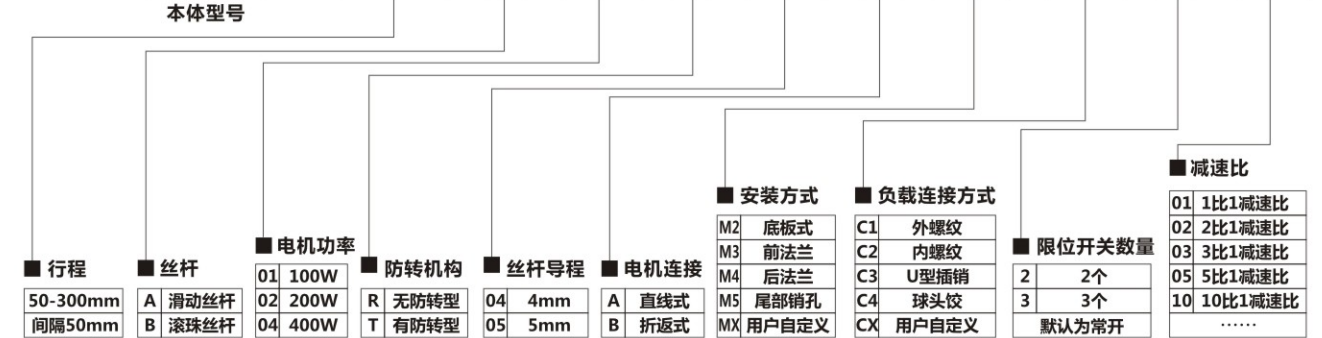 本体型号
■ 行程
50-300mm
间隔50mm
■ 丝杆
A 滑动丝杆
B 滚珠丝杆
■ 电机功率
01 100W
02 200W
04 400W
■ 防转机构
R 无防转型
T 有防转型
■ 丝杆导程
04 4mm
05 5mm
■ 电机连接
A 直线式
B 折返式
■ 安装方式
M2 底板式
M3 前法兰
M4 后法兰
M5 尾部销孔
MX 用户自定义
■ 负载连接方式
C1 外螺纹
C2 内螺纹
C3 U型插销
C4 球头饺
CX 用户自定义
■ 限位开关数量
2 2个
3 3个
默认为常开
■ 减速比
01 1比1减速比
02 2比1减速比
03 3比1减速比
05 5比1减速比
10 10比1减速比
……